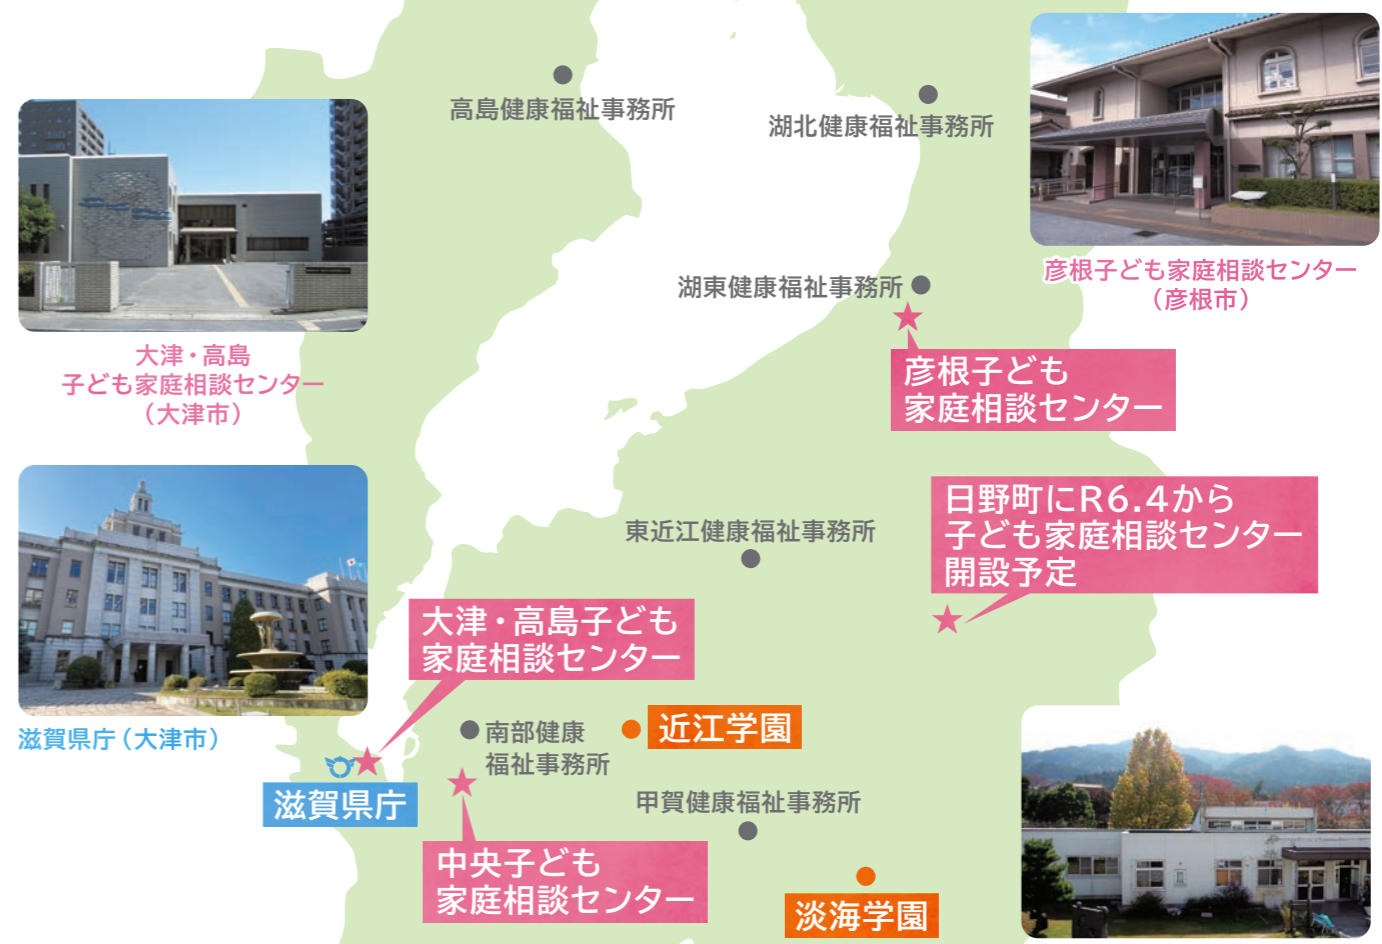 高島健康福祉事務所
湖北健康福祉事務所
大津・高島
子ども家庭相談センター
（大津市）
彦根子ども家庭相談センター
（彦根市）
湖東健康福祉事務所
彦根子ども
家庭相談センター
日野町にR6.4から
子ども家庭相談センター
開設予定
東近江健康福祉事務所
大津・高島子ども
家庭相談センター
滋賀県庁（大津市）
南部健康
福祉事務所
近江学園
滋賀県庁
甲賀健康福祉事務所
中央子ども
家庭相談センター
淡海学園